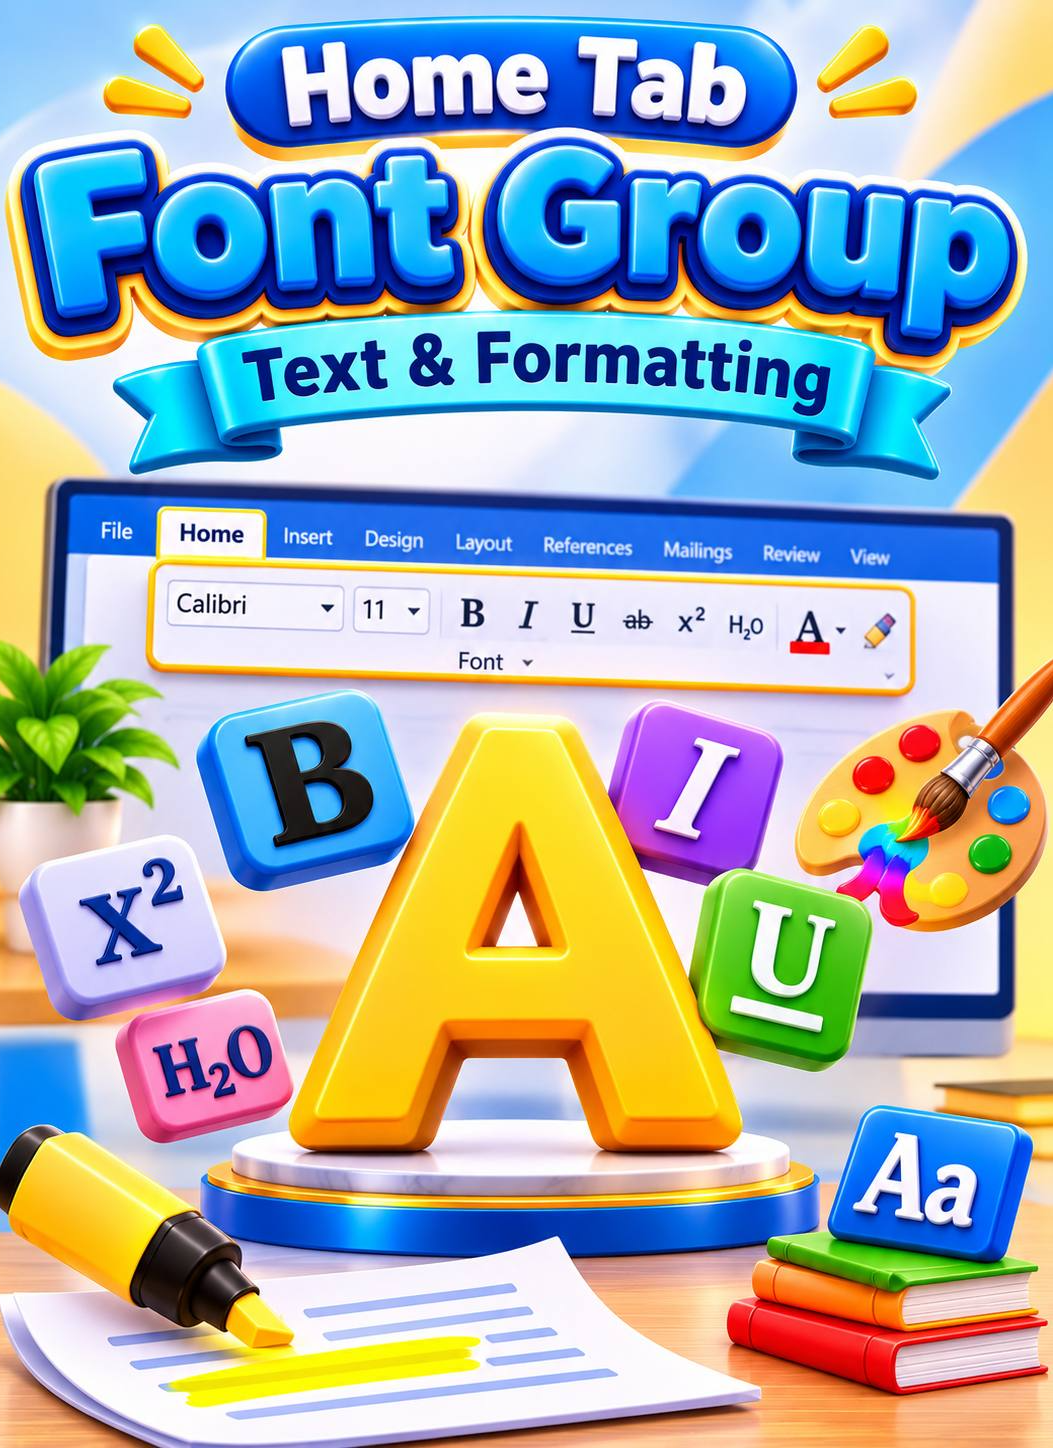 Home Tab
Font Group
Text & Formatting
File Home Insert Design Layout References Mailings Review View
Calibri 11 B I U ab x² H₂O A
Font
B I
X² U
H₂O
A
Aa